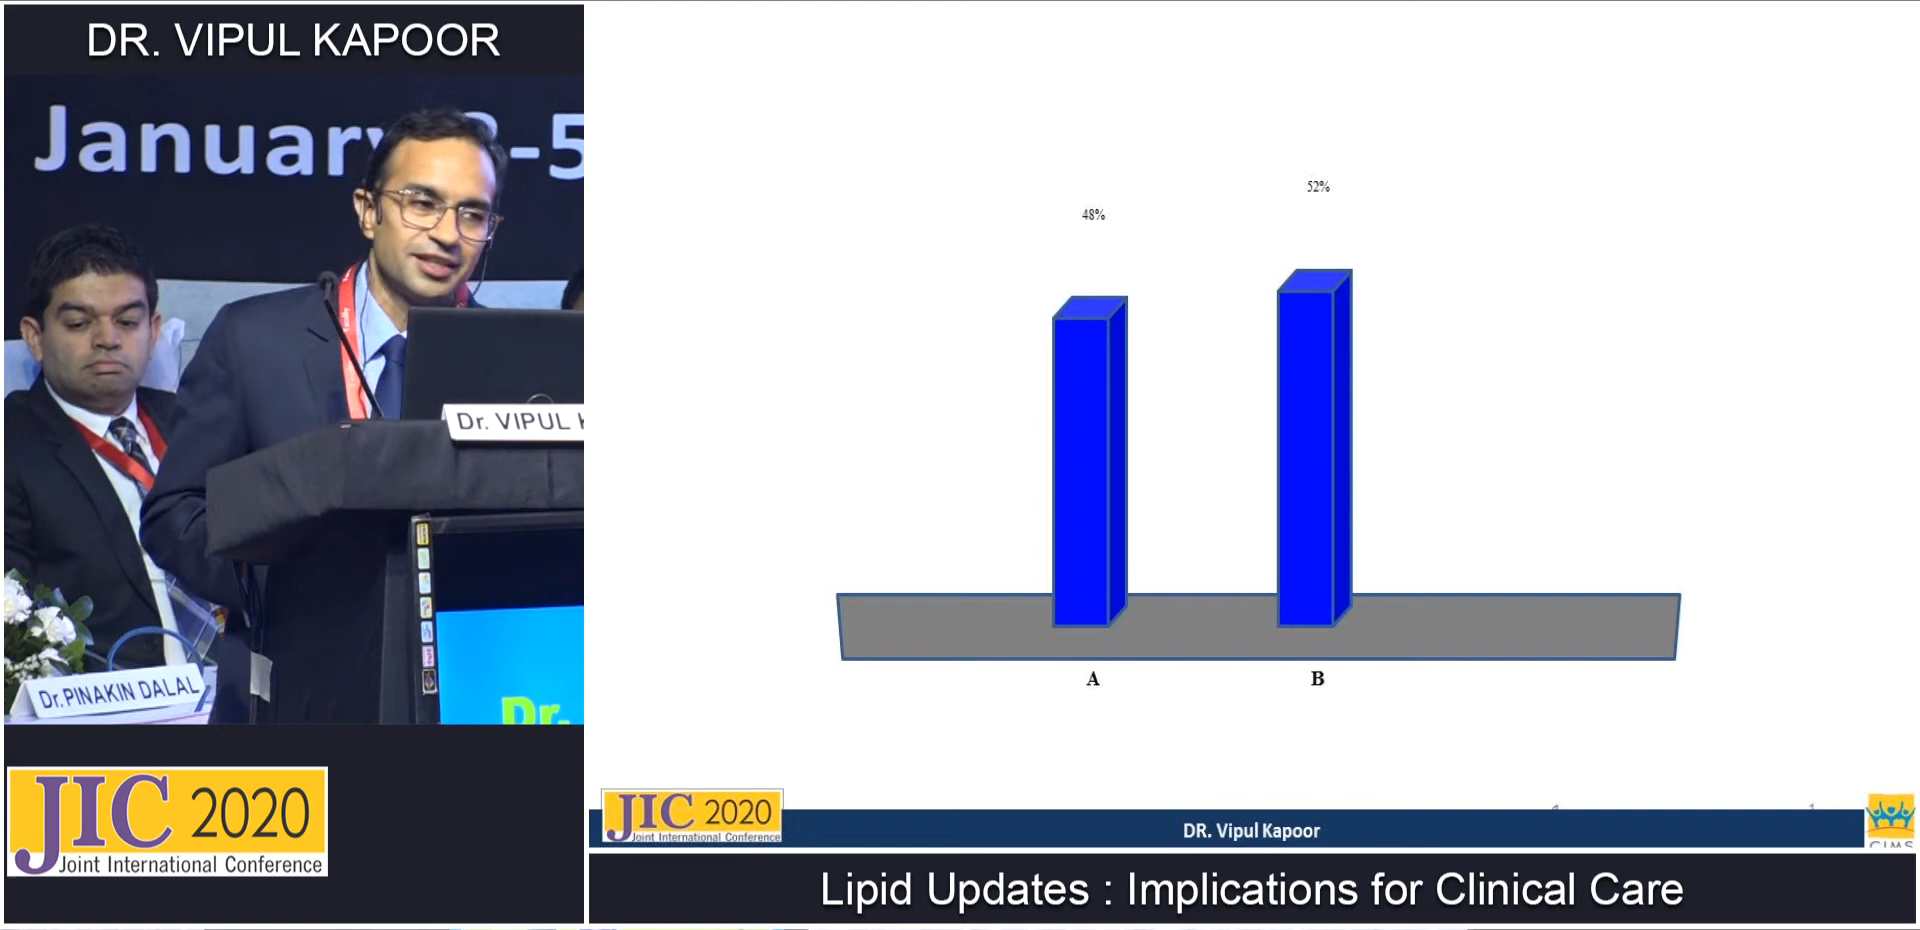 DR. VIPUL KAPOOR
January -5
Dr. VIPUL
Dr. PINAKIN DALAL
Dr.
JIC 2020
Joint International Conference
48%
52%
A
B
JIC 2020
Joint International Conference
DR. Vipul Kapoor
CIMS
Lipid Updates : Implications for Clinical Care